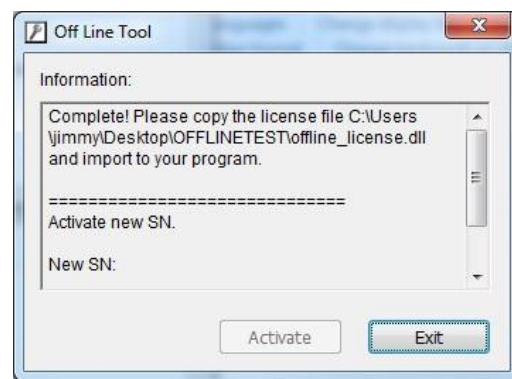 Off Line Tool
Information:
Complete! Please copy the license file C:\Users
\jimmy\Desktop\OFFLINETEST\offline_license.dll
and import to your program.
==============================
Activate new SN.
New SN:
Activate
Exit